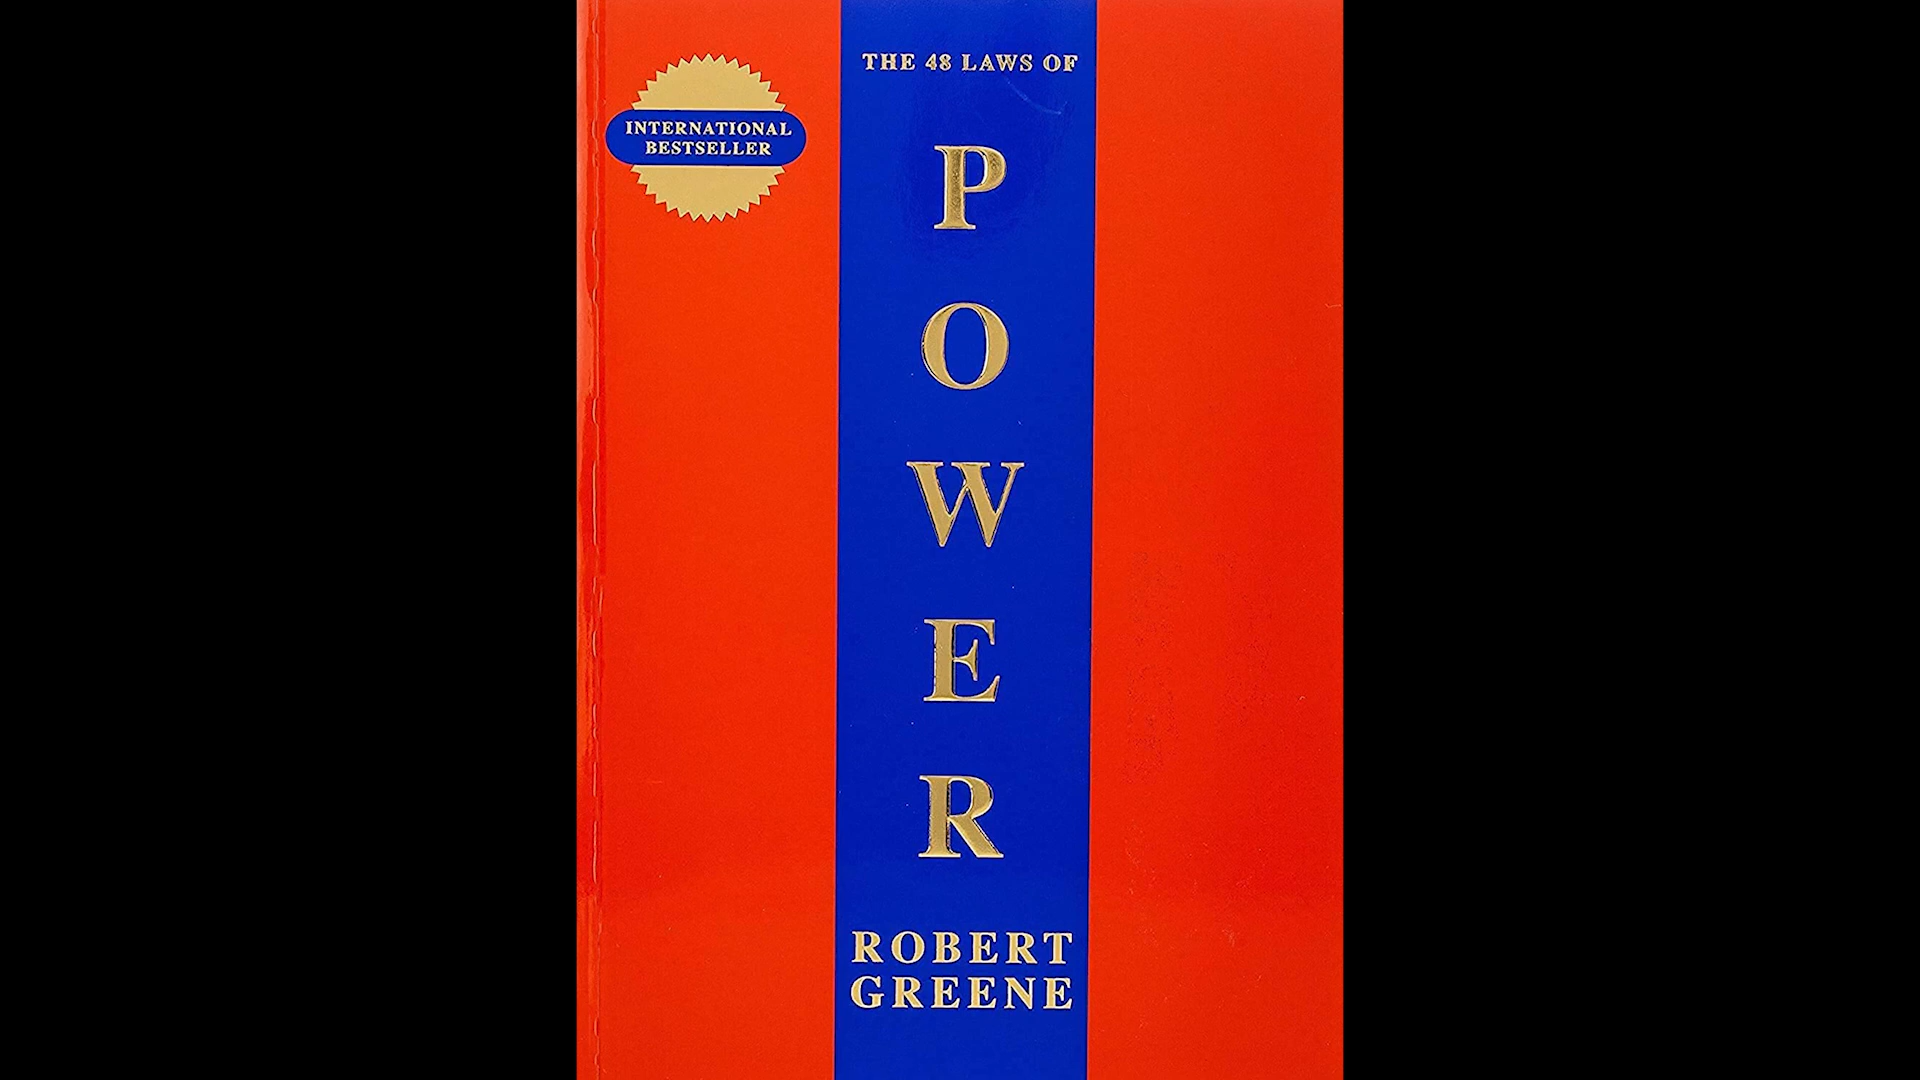 THE 48 LAWS OF
INTERNATIONAL
BESTSELLER
P
O
W
E
R
ROBERT
GREENE